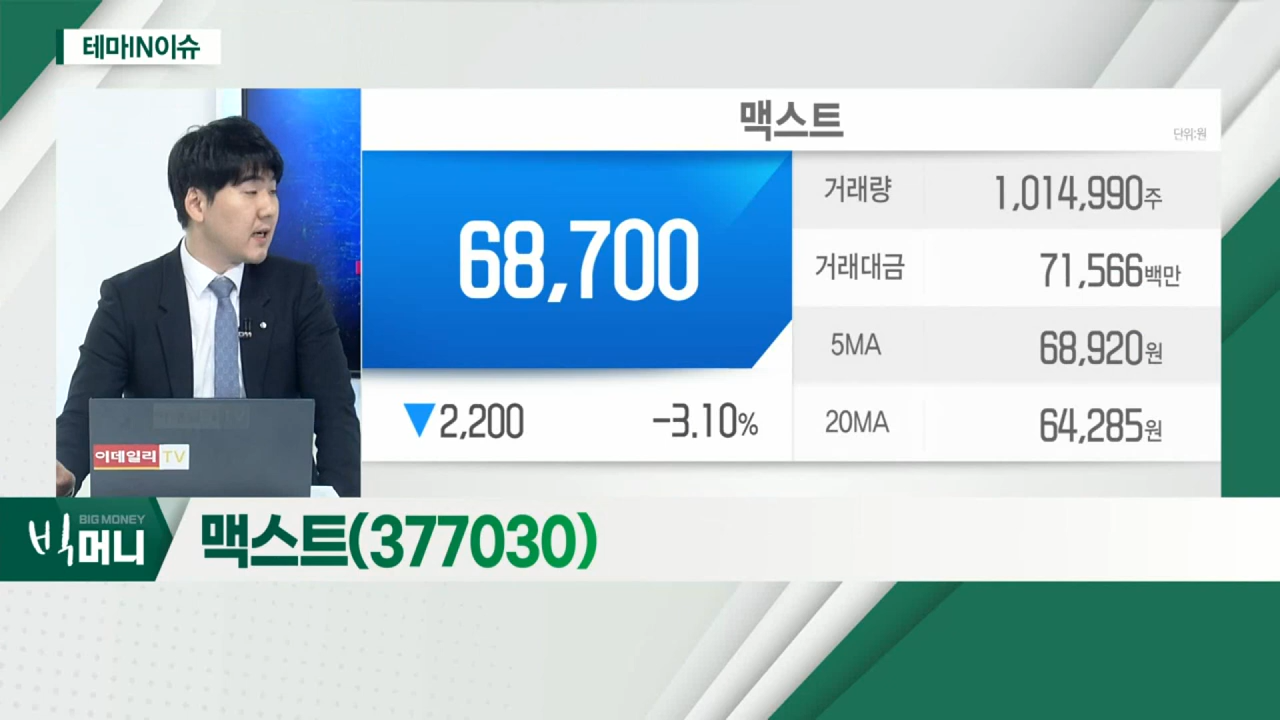 테마IN이슈
맥스트
단위:원
68,700
▼2,200 -3.10%
거래량 1,014,990주
거래대금 71,566백만
5MA 68,920원
20MA 64,285원
이데일리TV
빅머니 BIG MONEY
맥스트(377030)